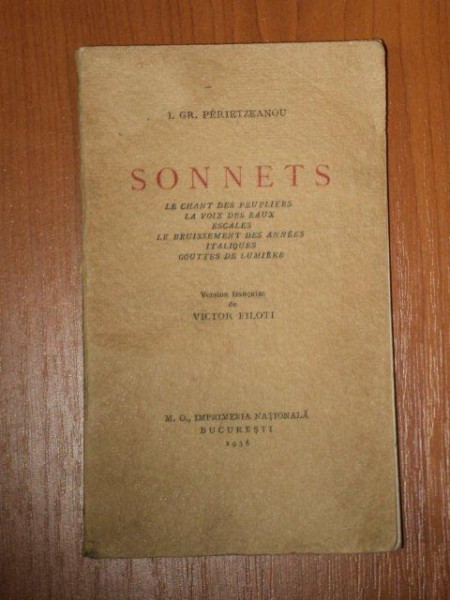 I. GR. PÉRIETZEANOU
SONNETS
LE CHANT DES PEUPLIERS
LA VOIX DES EAUX
ESCALES
LE BRUISSEMENT DES ANNÉES
ITALIQUES
GOUTTES DE LUMIÈRE
Version française
de
VICTOR FILOTI
M. O., IMPRIMERIA NAȚIONALĂ
BUCUREȘTI
1938